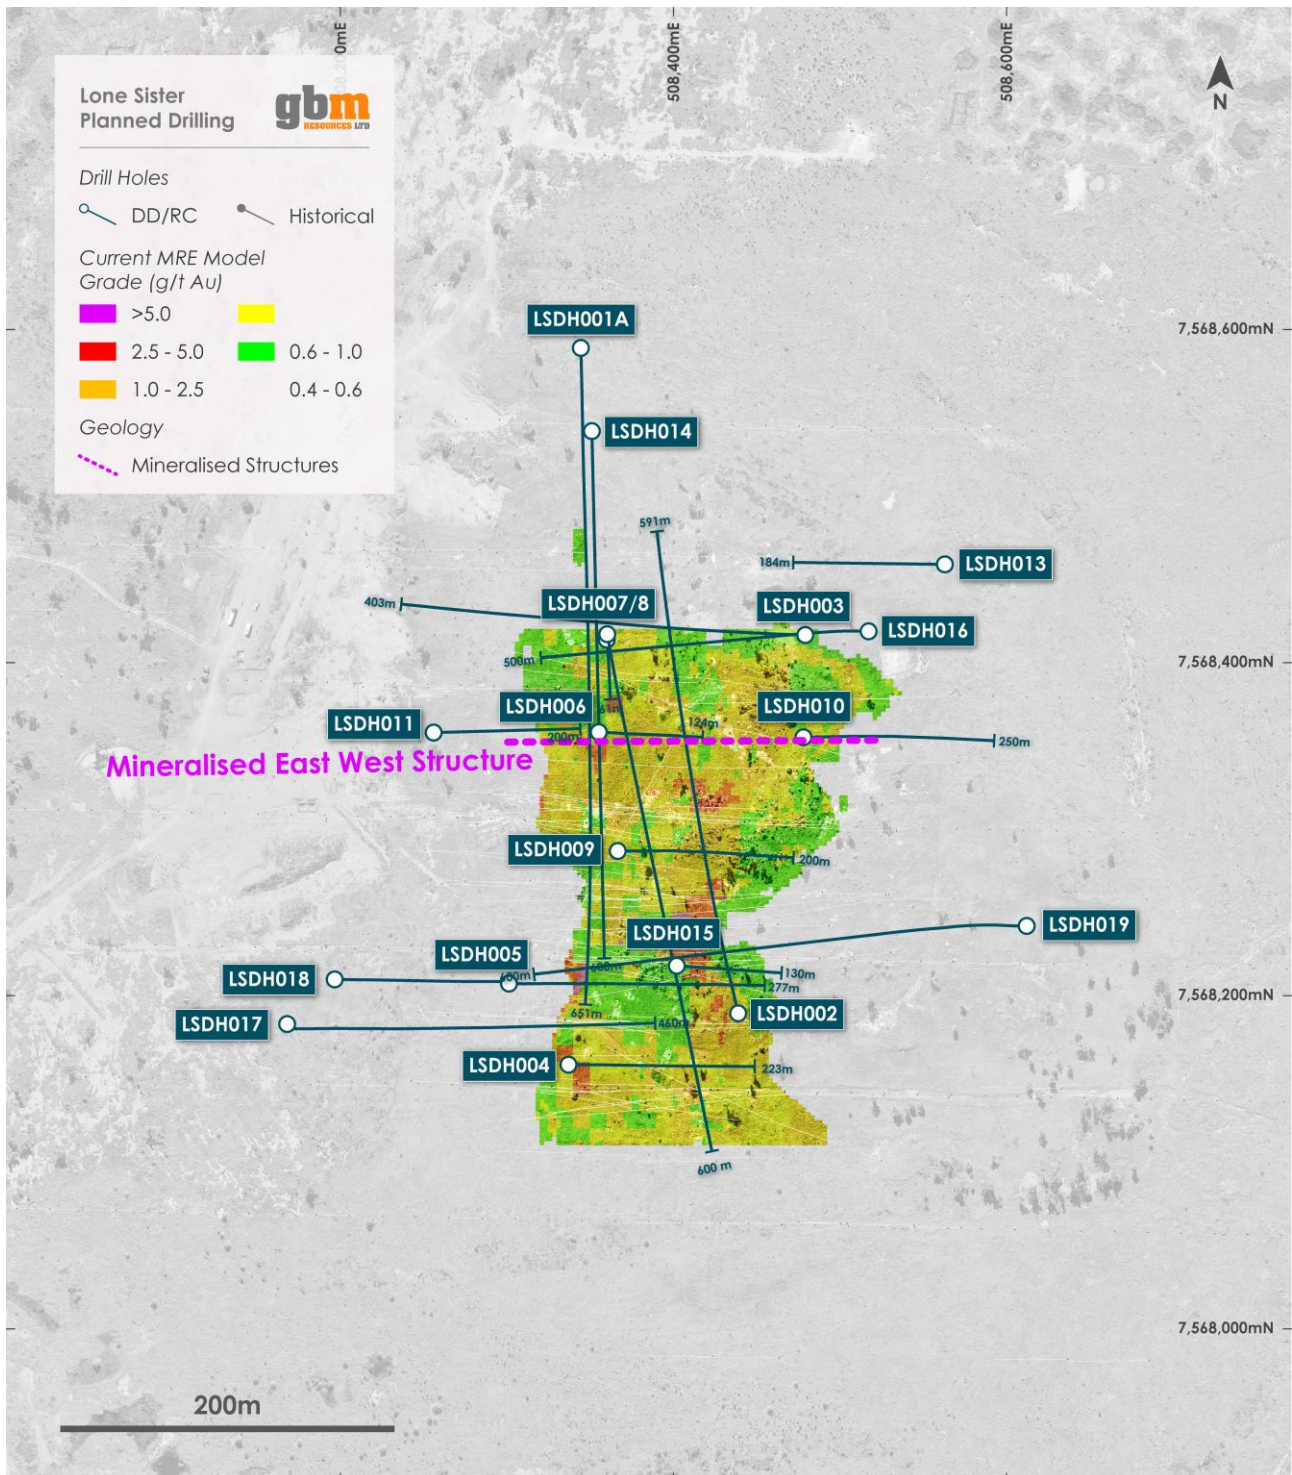 508,400mE
508,600mE
N
Lone Sister
Planned Drilling
gbm
RESOURCES LTD
Drill Holes
DD/RC
Historical
Current MRE Model
Grade (g/t Au)
>5.0
2.5 - 5.0
0.6 - 1.0
1.0 - 2.5
0.4 - 0.6
Geology
Mineralised Structures
LSDH001A
7,568,600mN
LSDH014
591m
184m
LSDH013
403m
LSDH007/8
LSDH003
LSDH016
500m
7,568,400mN
61m
LSDH006
LSDH010
LSDH011
200m
124m
250m
Mineralised East West Structure
LSDH009
200m
LSDH015
LSDH019
LSDH005
LSDH018
600m
600m
130m
277m
7,568,200mN
651m
LSDH002
LSDH017
460m
LSDH004
223m
600 m
7,568,000mN
200m